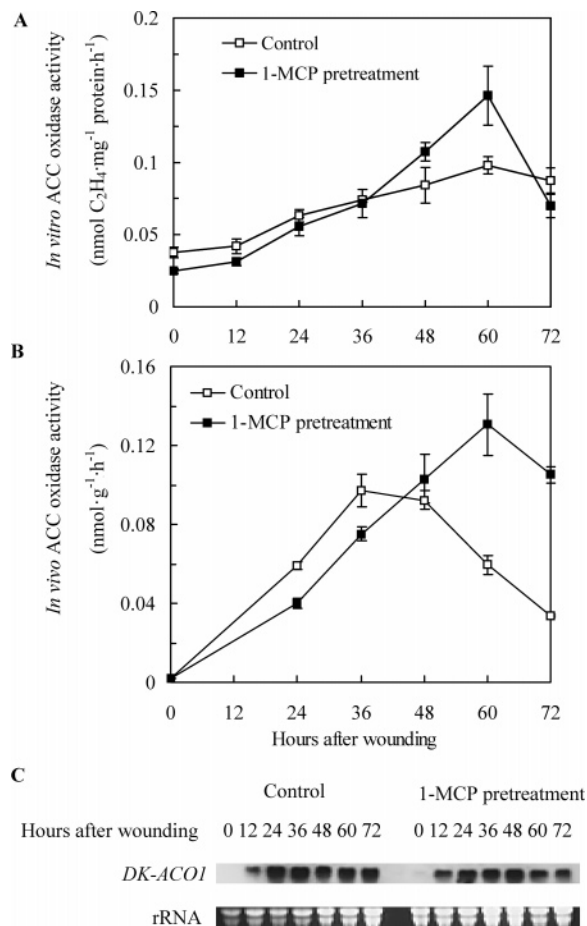 A
In vitro ACC oxidase activity
(nmol C₂H₄·mg⁻¹ protein·h⁻¹)
0.2
0.15
0.1
0.05
0
Control
1-MCP pretreatment
0 12 24 36 48 60 72
B
In vivo ACC oxidase activity
(nmol·g⁻¹·h⁻¹)
0.16
0.12
0.08
0.04
0
Control
1-MCP pretreatment
0 12 24 36 48 60 72
Hours after wounding
C
Control 1-MCP pretreatment
Hours after wounding 0 12 24 36 48 60 72 0 12 24 36 48 60 72
DK-ACO1
rRNA